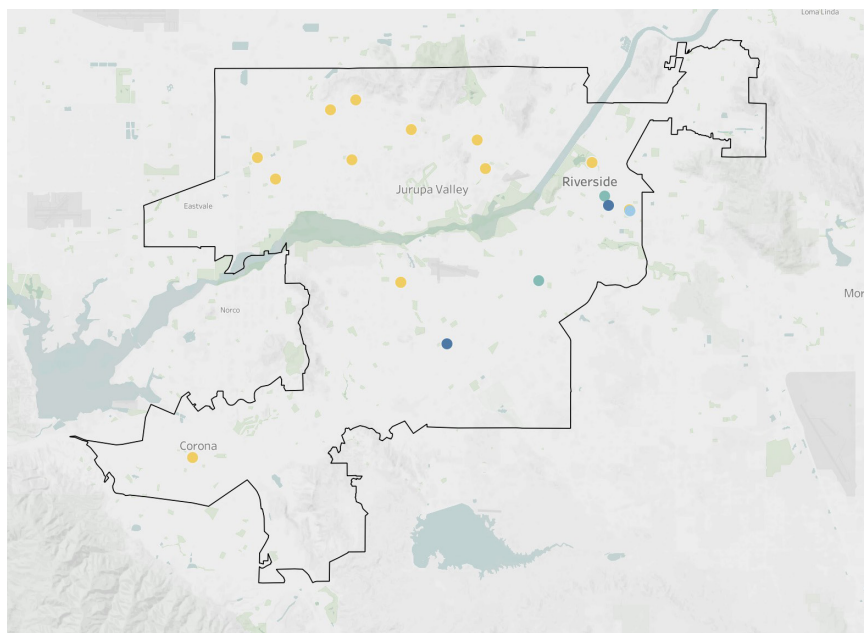 Loma Linda
Riverside
Jurupa Valley
Eastvale
Mor
Norco
Corona